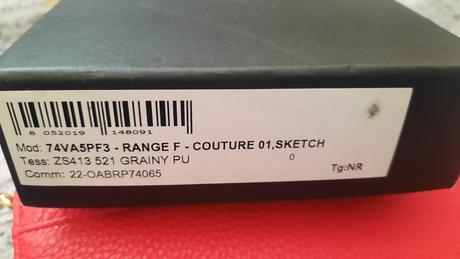 8 052019 148091
Mod: 74VA5PF3 - RANGE F - COUTURE 01,SKETCH
Tess: ZS413 521 GRAINY PU 0
Comm: 22-OABRP74065 Tg:NR